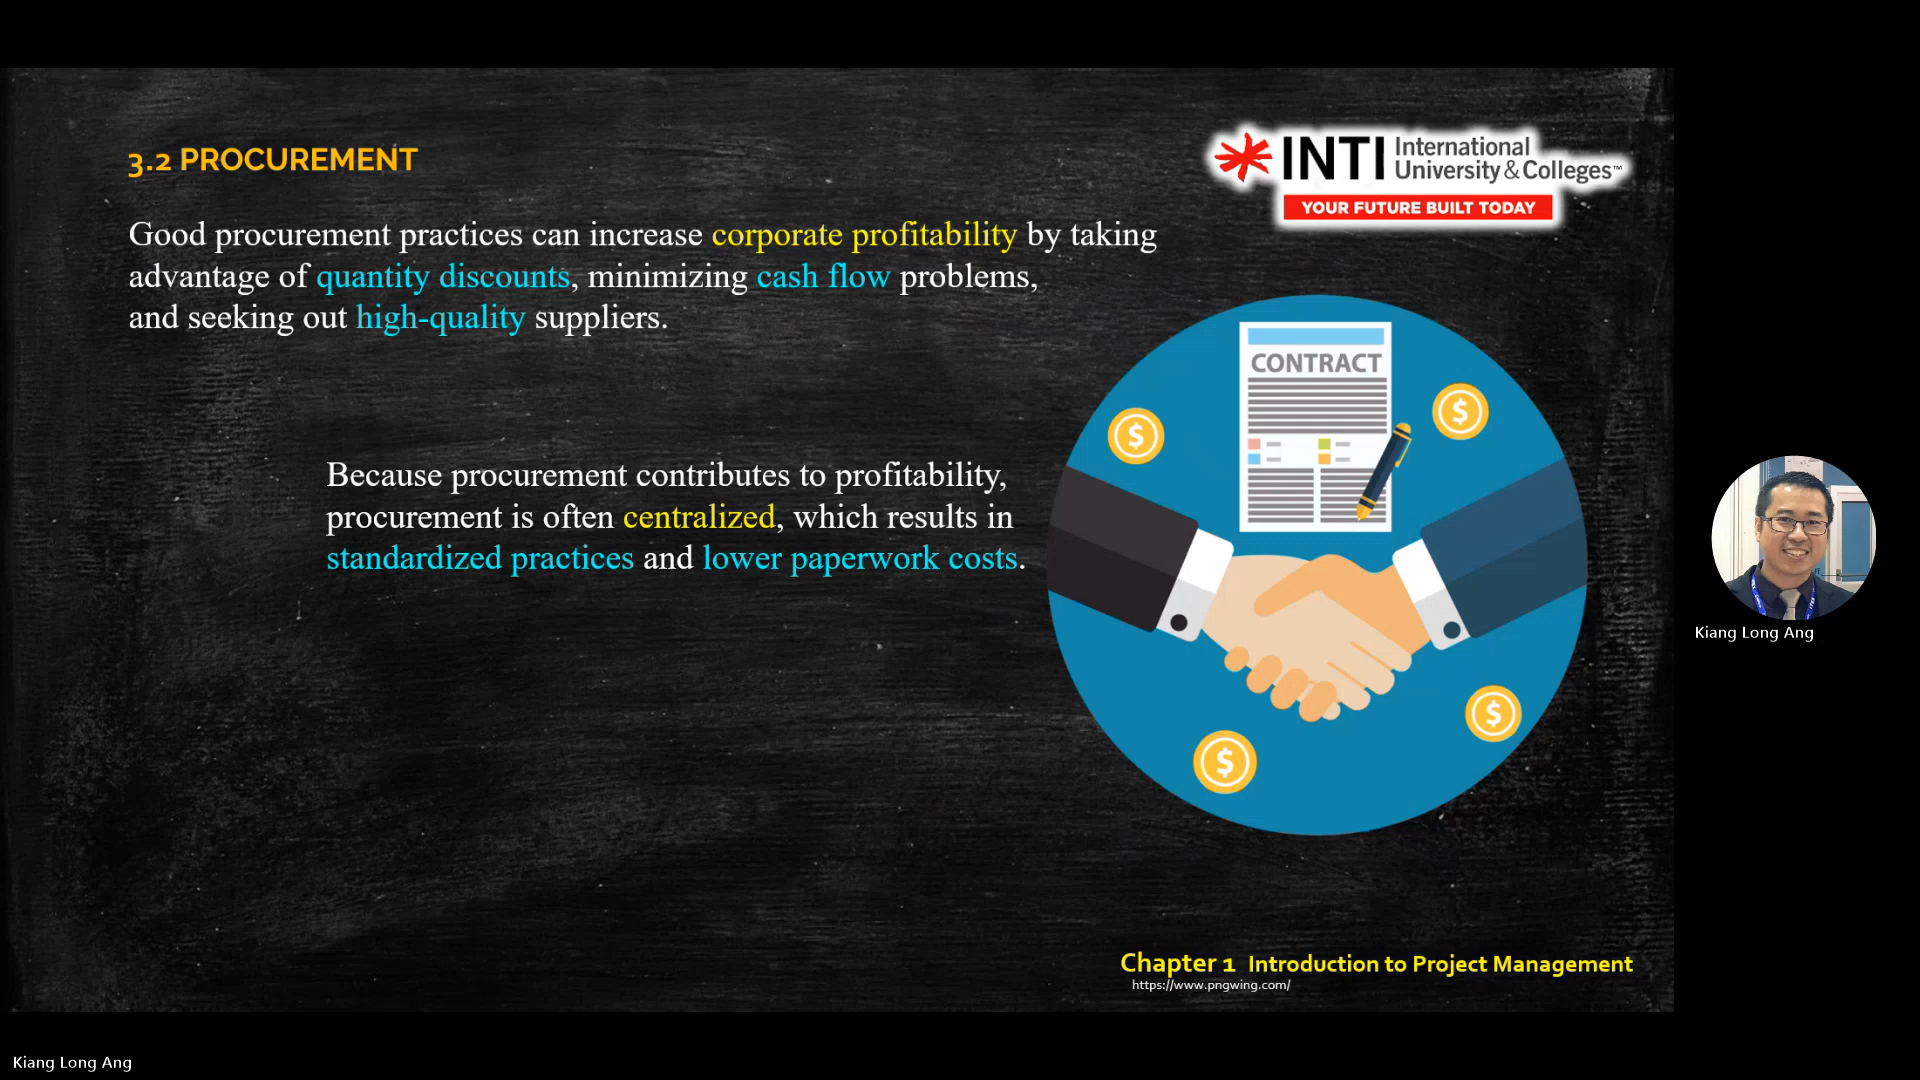 3.2 PROCUREMENT
INTI International
University & Colleges™
YOUR FUTURE BUILT TODAY
Good procurement practices can increase corporate profitability by taking
advantage of quantity discounts, minimizing cash flow problems,
and seeking out high-quality suppliers.
CONTRACT
Because procurement contributes to profitability,
procurement is often centralized, which results in
standardized practices and lower paperwork costs.
$
$
$
$
Kiang Long Ang
Chapter 1 Introduction to Project Management
https://www.pngwing.com/
Kiang Long Ang